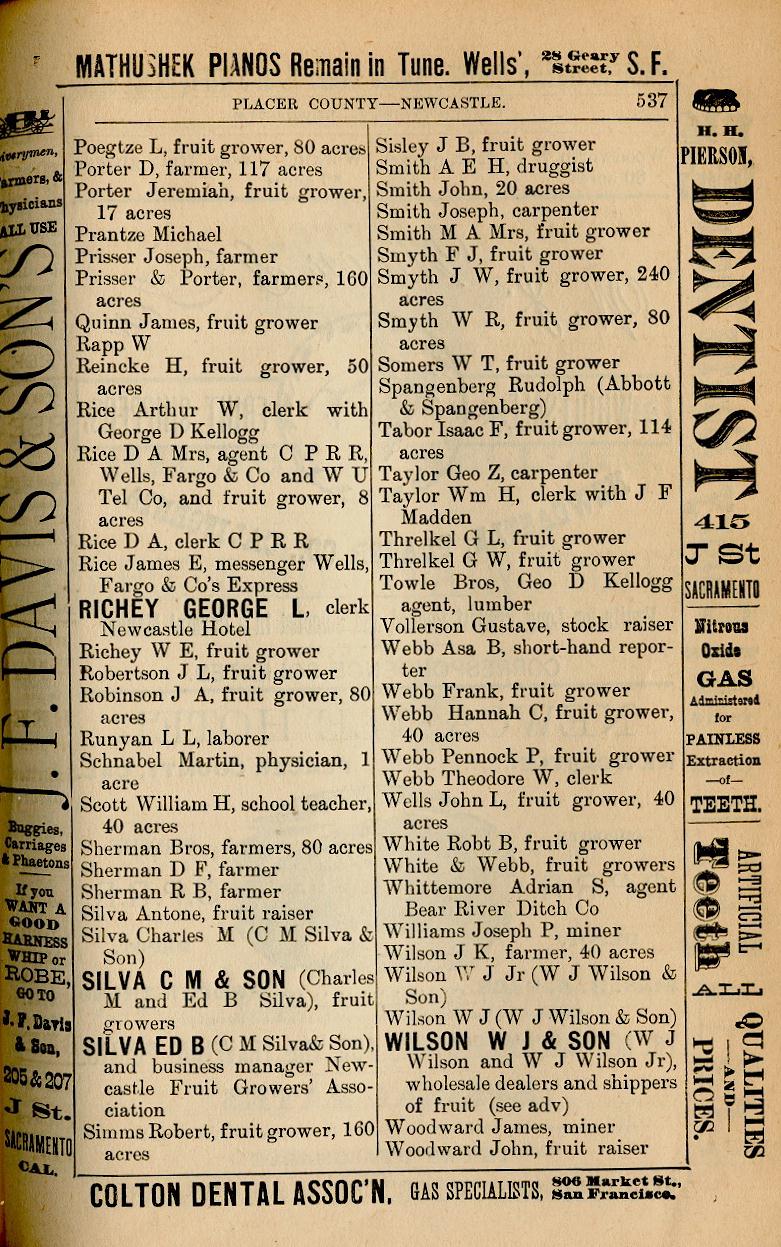 MATHUSHEK PIANOS Remain in Tune. Wells', 28 Geary Street, S. F.
PLACER COUNTY—NEWCASTLE. 537
Poegtze L, fruit grower, 80 acres
Porter D, farmer, 117 acres
Porter Jeremiah, fruit grower,
17 acres
Prantze Michael
Prisser Joseph, farmer
Prisser & Porter, farmers, 160
acres
Quinn James, fruit grower
Rapp W
Reincke H, fruit grower, 50
acres
Rice Arthur W, clerk with
George D Kellogg
Rice D A Mrs, agent C P R R,
Wells, Fargo & Co and W U
Tel Co, and fruit grower, 8
acres
Rice D A, clerk C P R R
Rice James E, messenger Wells,
Fargo & Co's Express
RICHEY GEORGE L, clerk
Newcastle Hotel
Richey W E, fruit grower
Robertson J L, fruit grower
Robinson J A, fruit grower, 80
acres
Runyan L L, laborer
Schnabel Martin, physician, 1
acre
Scott William H, school teacher,
40 acres
Sherman Bros, farmers, 80 acres
Sherman D F, farmer
Sherman R B, farmer
Silva Antone, fruit raiser
Silva Charles M (C M Silva &
Son)
SILVA C M & SON (Charles
M and Ed B Silva), fruit
growers
SILVA ED B (C M Silva& Son),
and business manager New-
castle Fruit Growers' Asso-
ciation
Simms Robert, fruit grower, 160
acres
Sisley J B, fruit grower
Smith A E H, druggist
Smith John, 20 acres
Smith Joseph, carpenter
Smith M A Mrs, fruit grower
Smyth F J, fruit grower
Smyth J W, fruit grower, 240
acres
Smyth W R, fruit grower, 80
acres
Somers W T, fruit grower
Spangenberg Rudolph (Abbott
& Spangenberg)
Tabor Isaac F, fruit grower, 114
acres
Taylor Geo Z, carpenter
Taylor Wm H, clerk with J F
Madden
Threlkel G L, fruit grower
Threlkel G W, fruit grower
Towle Bros, Geo D Kellogg
agent, lumber
Vollerson Gustave, stock raiser
Webb Asa B, short-hand repor-
ter
Webb Frank, fruit grower
Webb Hannah C, fruit grower,
40 acres
Webb Pennock P, fruit grower
Webb Theodore W, clerk
Wells John L, fruit grower, 40
acres
White Robt B, fruit grower
White & Webb, fruit growers
Whittemore Adrian S, agent
Bear River Ditch Co
Williams Joseph P, miner
Wilson J K, farmer, 40 acres
Wilson W J Jr (W J Wilson &
Son)
Wilson W J (W J Wilson & Son)
WILSON W J & SON (W J
Wilson and W J Wilson Jr),
wholesale dealers and shippers
of fruit (see adv)
Woodward James, miner
Woodward John, fruit raiser
ALL USE
J. F. DAVIS & SON'S
Buggies,
Carriages
& Phaetons
If you
WANT A
GOOD
HARNESS
WHIP or
ROBE,
GO TO
J. F. Davis
& Son,
205 & 207
J St.
SACRAMENTO
CAL.
H. H.
PIERSON,
DENTIST
415
J St
SACRAMENTO
Nitrous
Oxide
GAS
Administered
for
PAINLESS
Extraction
—of—
TEETH.
ARTIFICIAL
Teeth
ALL
QUALITIES
—AND—
PRICES.
COLTON DENTAL ASSOC'N, GAS SPECIALISTS, 806 Market St., San Francisco.